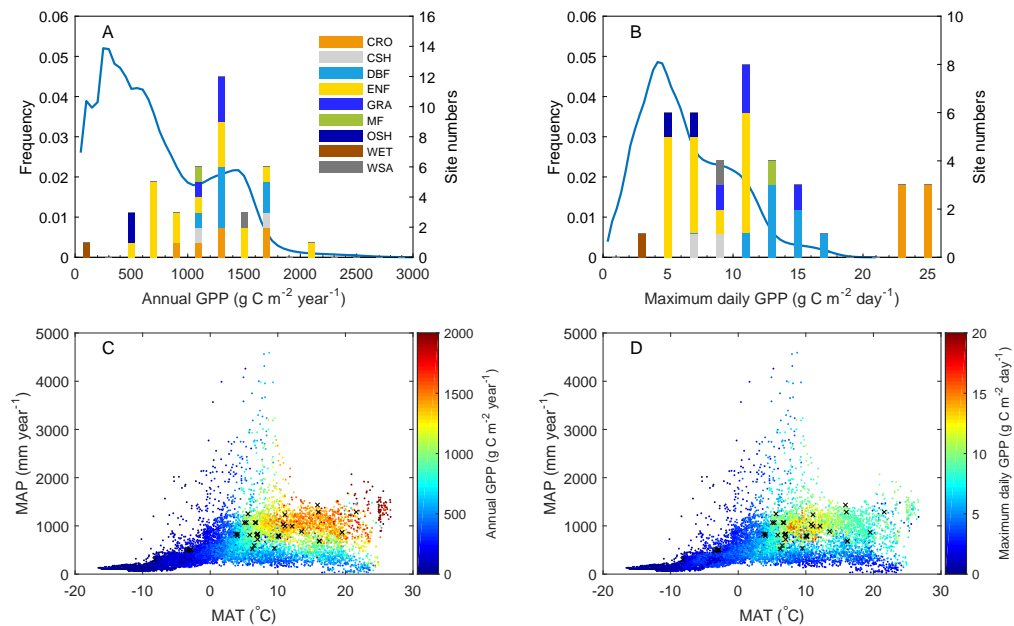 A
0.06
0.05
0.04
0.03
0.02
0.01
0
Frequency
16
14
12
10
8
6
4
2
0
Site numbers
0 500 1000 1500 2000 2500 3000
Annual GPP (g C m⁻² year⁻¹)
CRO
CSH
DBF
ENF
GRA
MF
OSH
WET
WSA
B
0.06
0.05
0.04
0.03
0.02
0.01
0
Frequency
10
8
6
4
2
0
Site numbers
0 5 10 15 20 25
Maximum daily GPP (g C m⁻² day⁻¹)
C
5000
4000
3000
2000
1000
0
MAP (mm year⁻¹)
-20 -10 0 10 20 30
MAT (°C)
2000
1500
1000
500
0
Annual GPP (g C m⁻² year⁻¹)
D
5000
4000
3000
2000
1000
0
MAP (mm year⁻¹)
-20 -10 0 10 20 30
MAT (°C)
20
15
10
5
0
Maximum daily GPP (g C m⁻² day⁻¹)